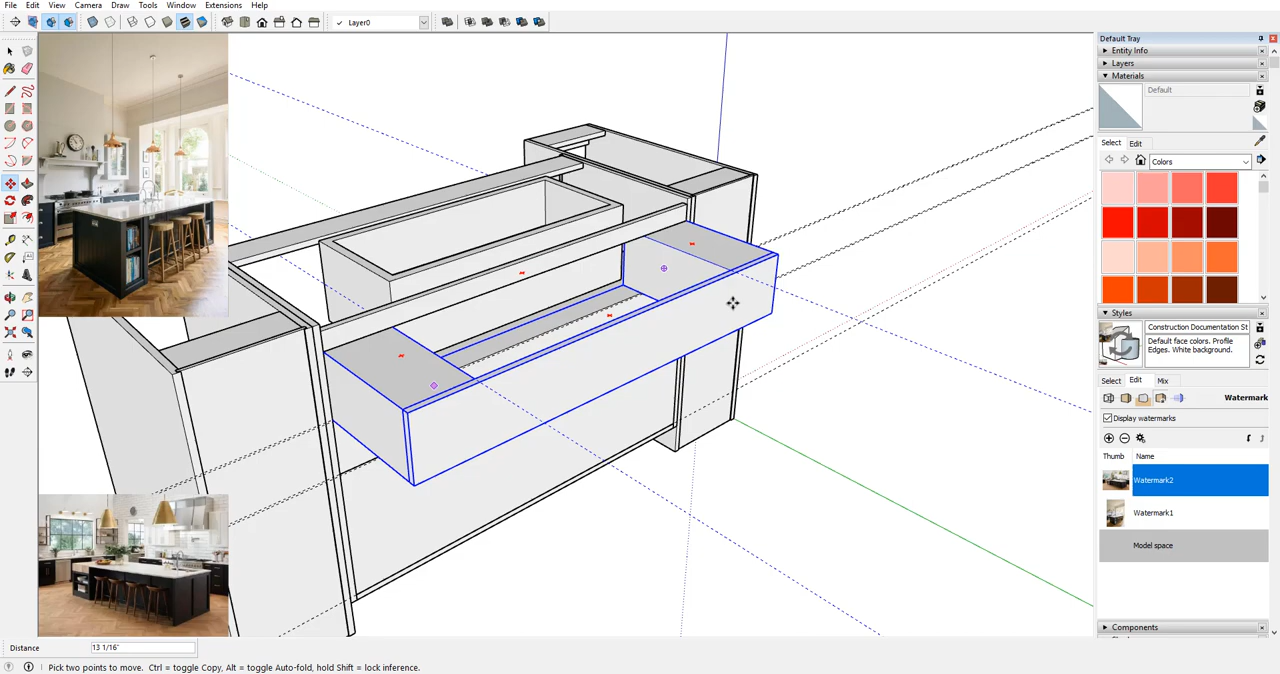 File Edit View Camera Draw Tools Window Extensions Help
✓ Layer0
Default Tray
Entity Info
Layers
Materials
Default
Select Edit
Colors
Styles
Construction Documentation St
Default face colors. Profile
Edges. White background.
Select Edit Mix
Watermark
Display watermarks
Thumb Name
Watermark2
Watermark1
Model space
Components
Distance 13 1/16"
Pick two points to move. Ctrl = toggle Copy, Alt = toggle Auto-fold, hold Shift = lock inference.